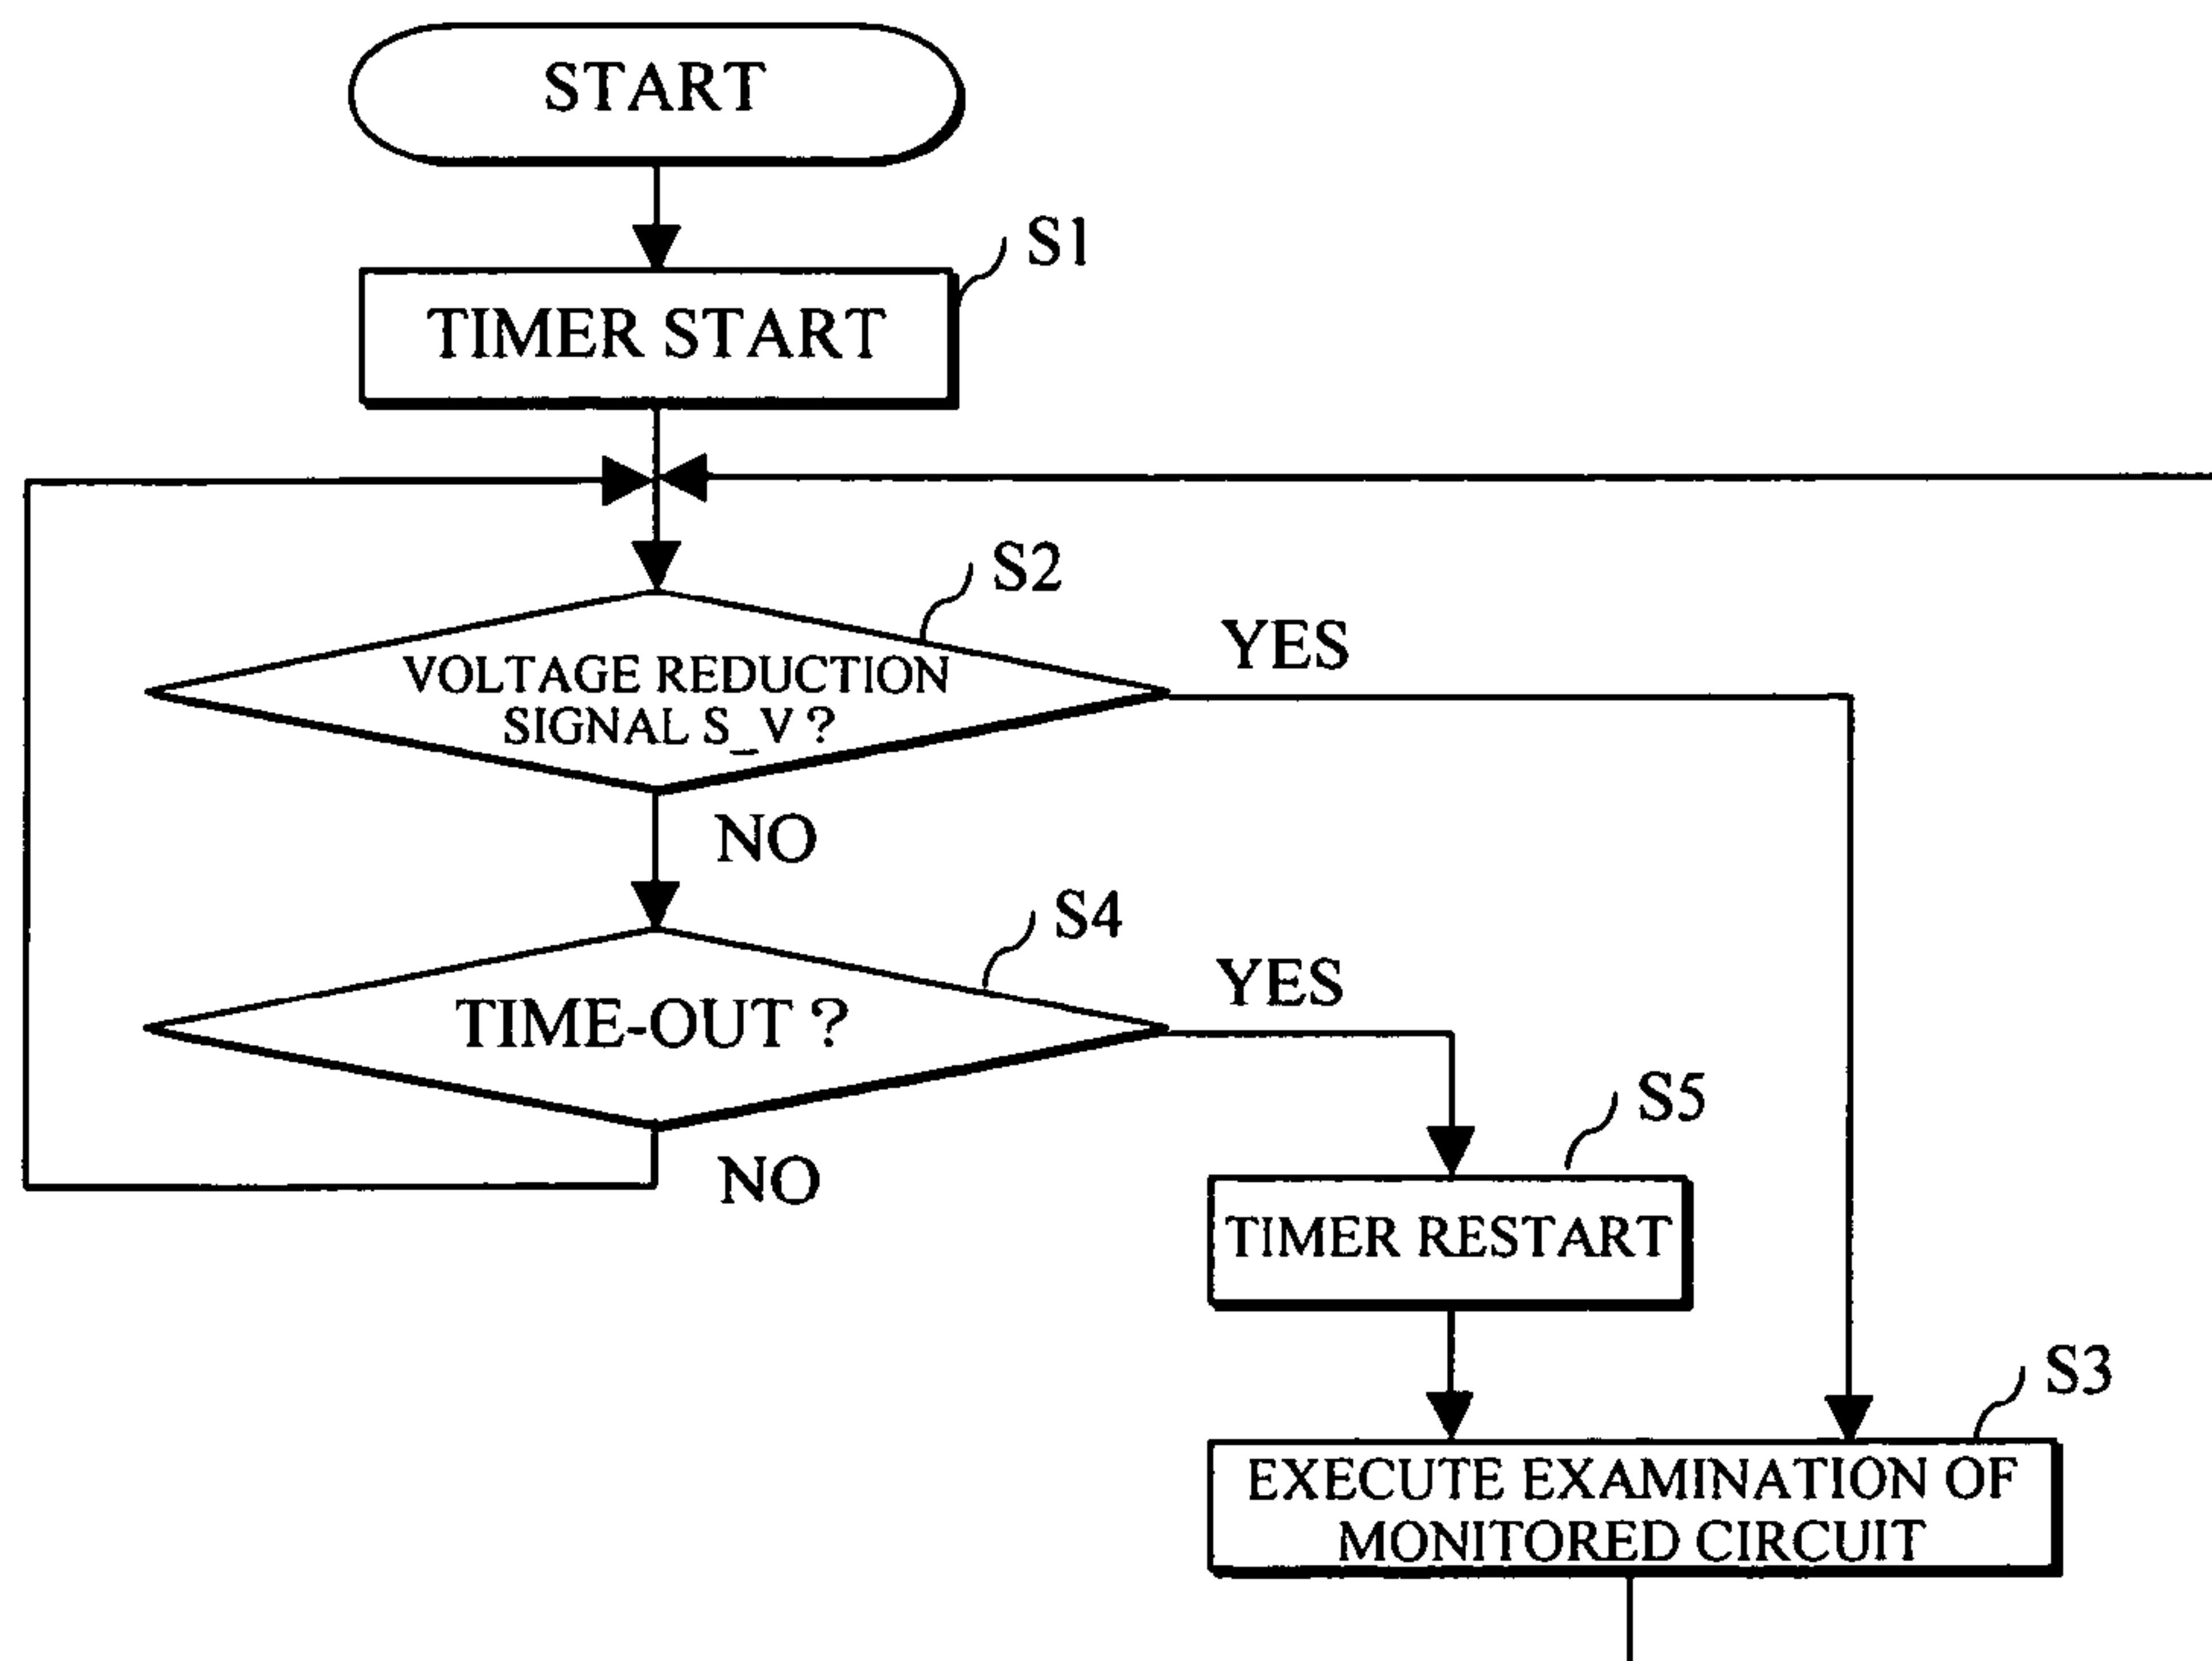 START
S1
TIMER START
S2
VOLTAGE REDUCTION
SIGNAL S_V ?
YES
NO
S4
TIME-OUT ?
YES
S5
NO
TIMER RESTART
S3
EXECUTE EXAMINATION OF
MONITORED CIRCUIT